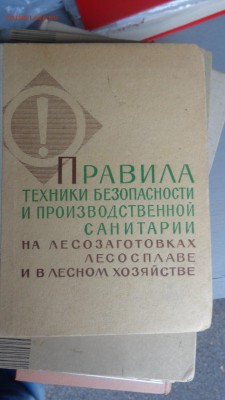 ПРАВИЛА
ТЕХНИКИ БЕЗОПАСНОСТИ
И ПРОИЗВОДСТВЕННОЙ
САНИТАРИИ
НА ЛЕСОЗАГОТОВКАХ
ЛЕСОСПЛАВЕ
И В ЛЕСНОМ ХОЗЯЙСТВЕ